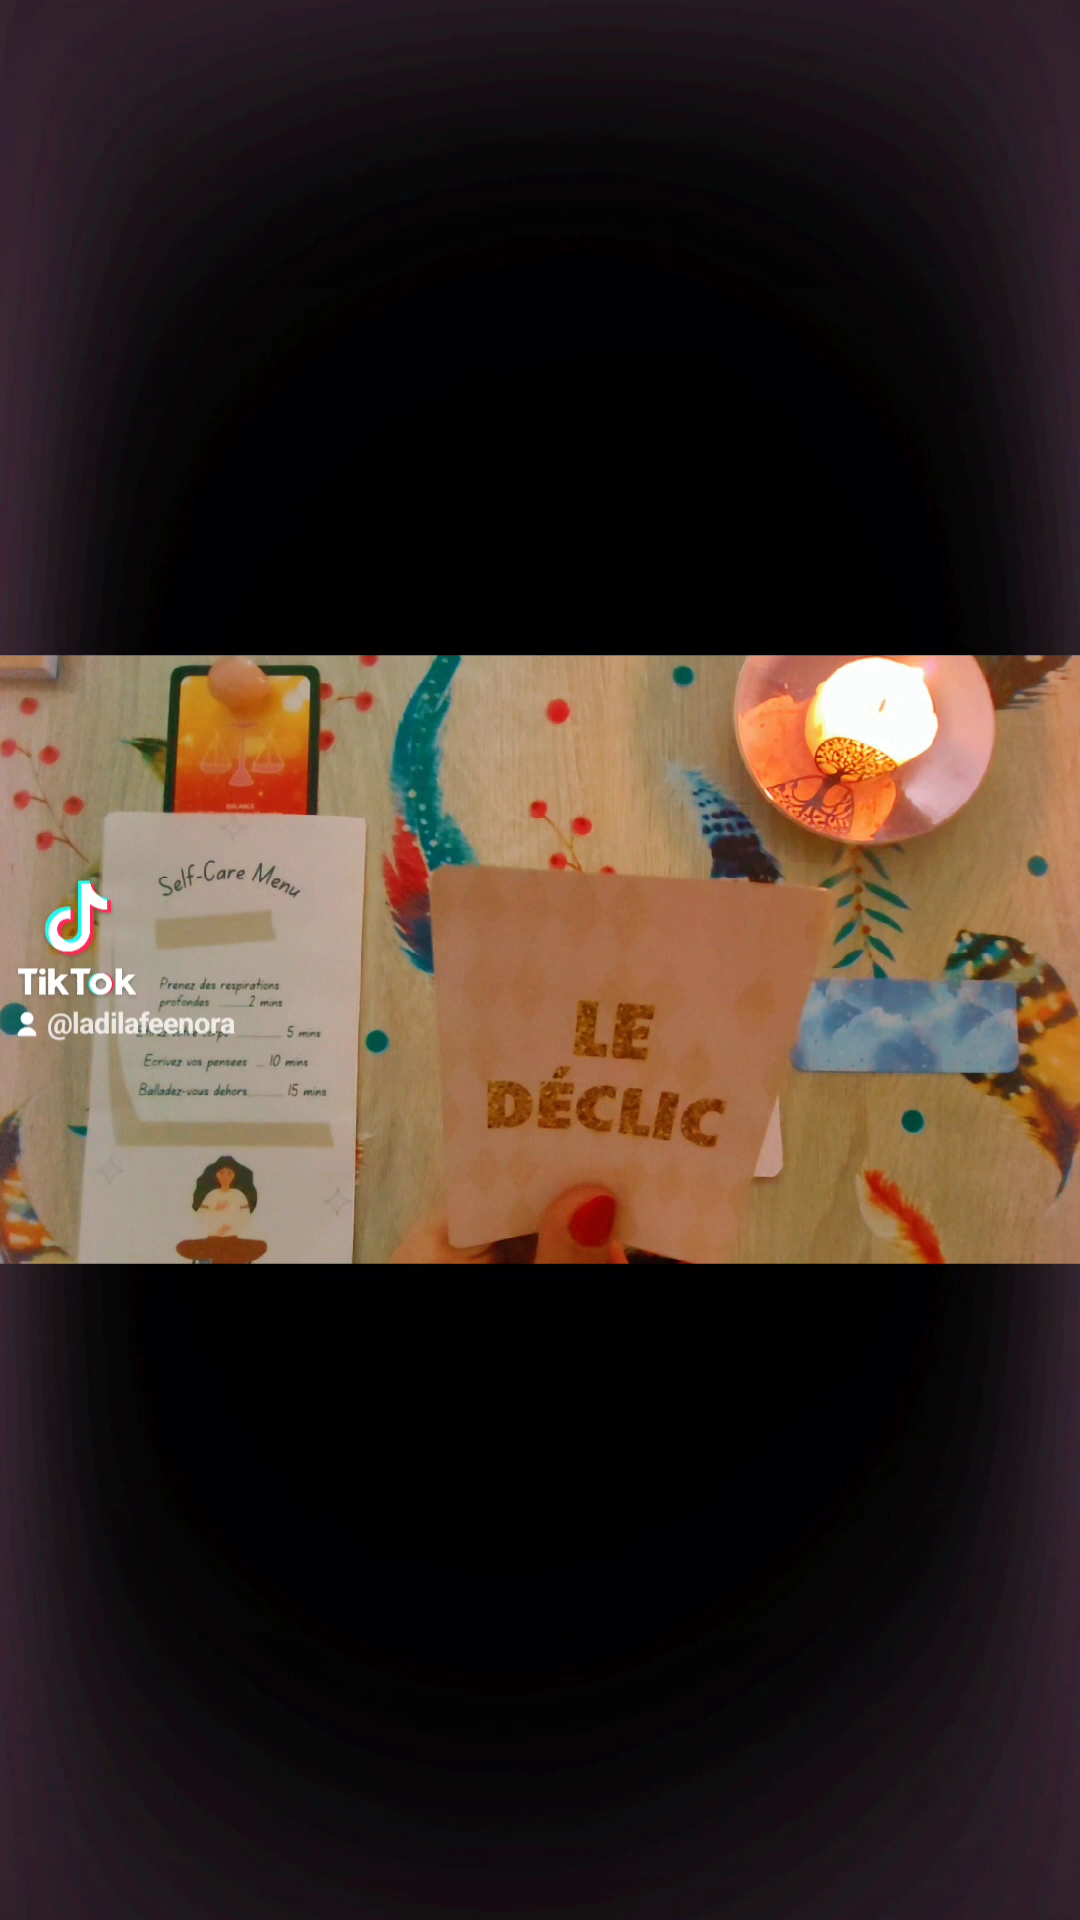 BALANCE
Self-Care Menu
Prenez des respirations
profondes ........ 2 mins
........ 5 mins
Ecrivez vos pensees ... 10 mins
Balladez-vous dehors........ 15 mins
LE
DÉCLIC
TikTok
@ladilafeenora